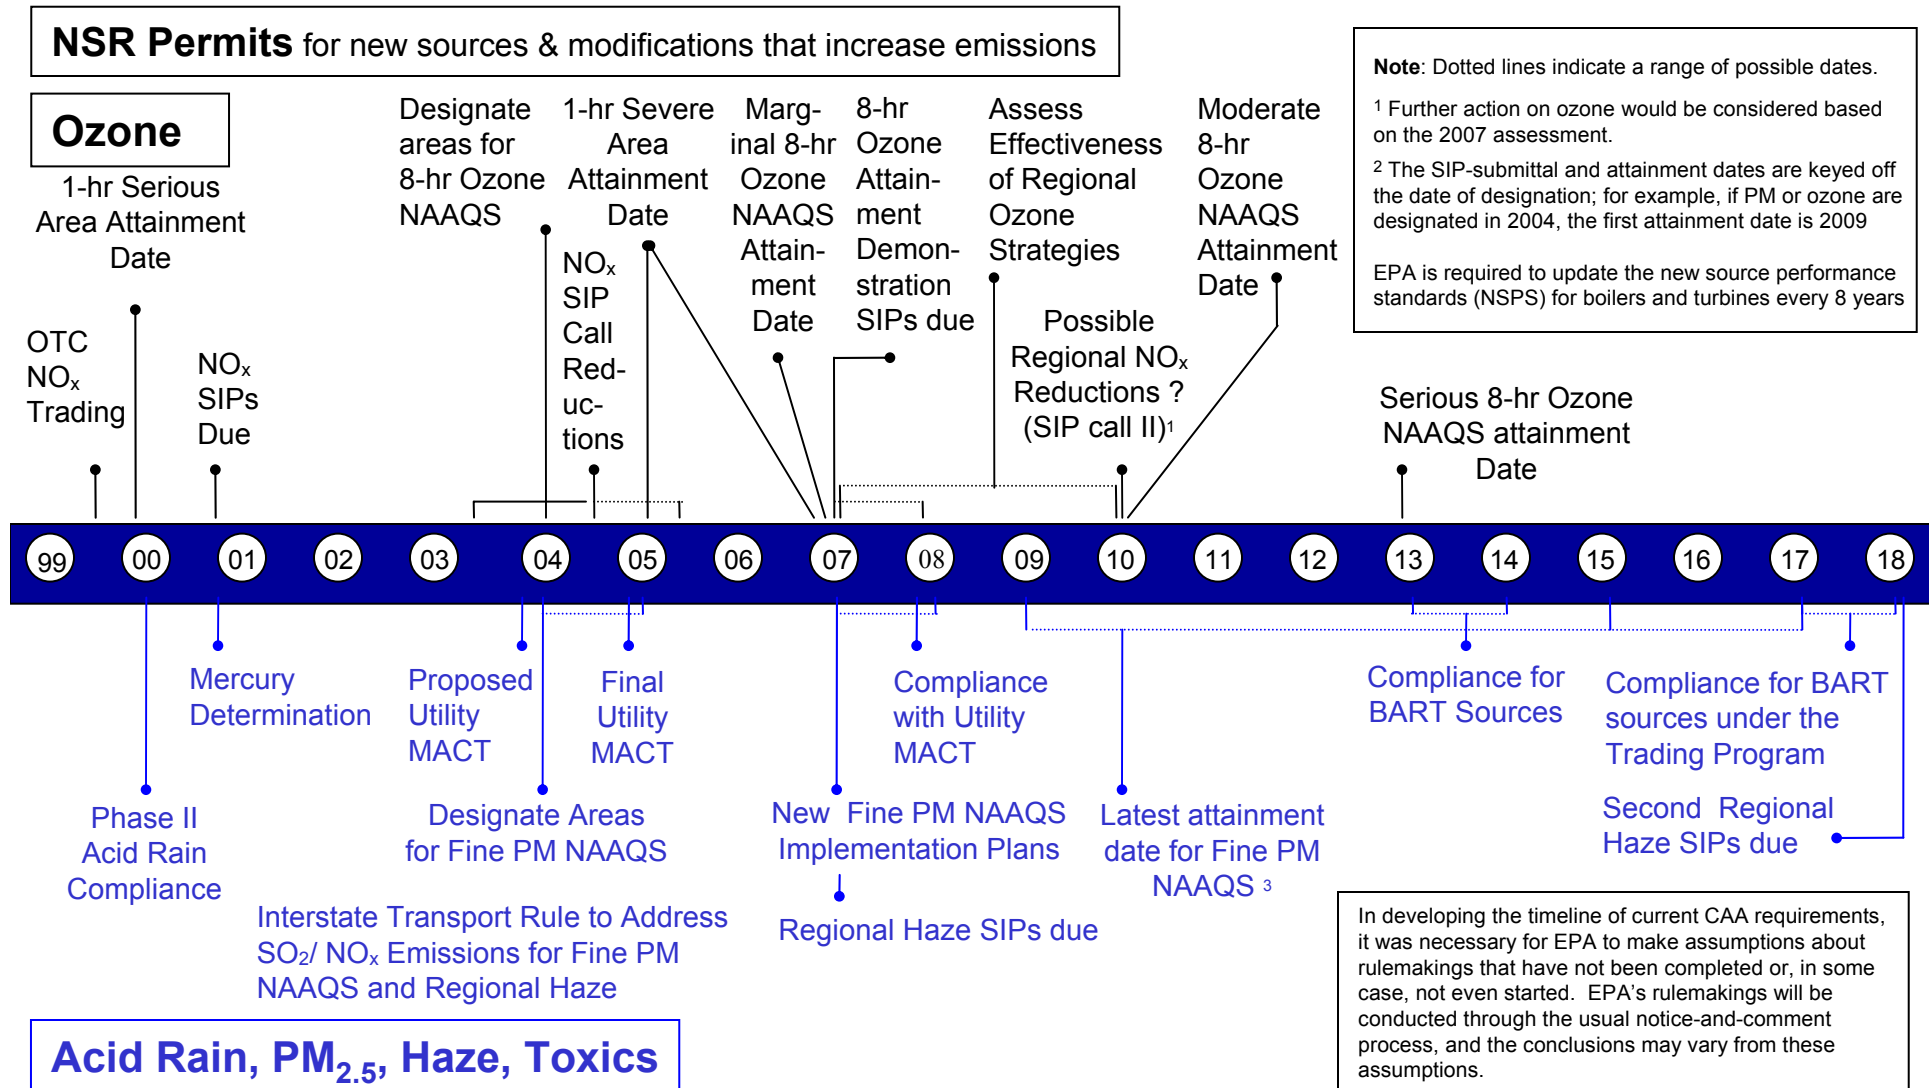 NSR Permits for new sources & modifications that increase emissions
Ozone
1-hr Serious
Area Attainment
Date
OTC
NOx
Trading
NOx
SIPs
Due
Designate
areas for
8-hr Ozone
NAAQS
NOx
SIP
Call
Red-
uc-
tions
1-hr Severe
Area
Attainment
Date
Marg-
inal 8-hr
Ozone
NAAQS
Attain-
ment
Date
8-hr
Ozone
Attain-
ment
Demon-
stration
SIPs due
Assess
Effectiveness
of Regional
Ozone
Strategies
Possible
Regional NOx
Reductions ?
(SIP call II)1
Moderate
8-hr
Ozone
NAAQS
Attainment
Date
Serious 8-hr Ozone
NAAQS attainment
Date
Note: Dotted lines indicate a range of possible dates.
1 Further action on ozone would be considered based
on the 2007 assessment.
2 The SIP-submittal and attainment dates are keyed off
the date of designation; for example, if PM or ozone are
designated in 2004, the first attainment date is 2009
EPA is required to update the new source performance
standards (NSPS) for boilers and turbines every 8 years
99 00 01 02 03 04 05 06 07 08 09 10 11 12 13 14 15 16 17 18
Mercury
Determination
Proposed
Utility
MACT
Final
Utility
MACT
Compliance
with Utility
MACT
Compliance for
BART Sources
Compliance for BART
sources under the
Trading Program
Phase II
Acid Rain
Compliance
Designate Areas
for Fine PM NAAQS
New Fine PM NAAQS
Implementation Plans
Latest attainment
date for Fine PM
NAAQS 3
Second Regional
Haze SIPs due
Interstate Transport Rule to Address
SO2/ NOx Emissions for Fine PM
NAAQS and Regional Haze
Regional Haze SIPs due
Acid Rain, PM2.5, Haze, Toxics
In developing the timeline of current CAA requirements,
it was necessary for EPA to make assumptions about
rulemakings that have not been completed or, in some
case, not even started. EPA's rulemakings will be
conducted through the usual notice-and-comment
process, and the conclusions may vary from these
assumptions.